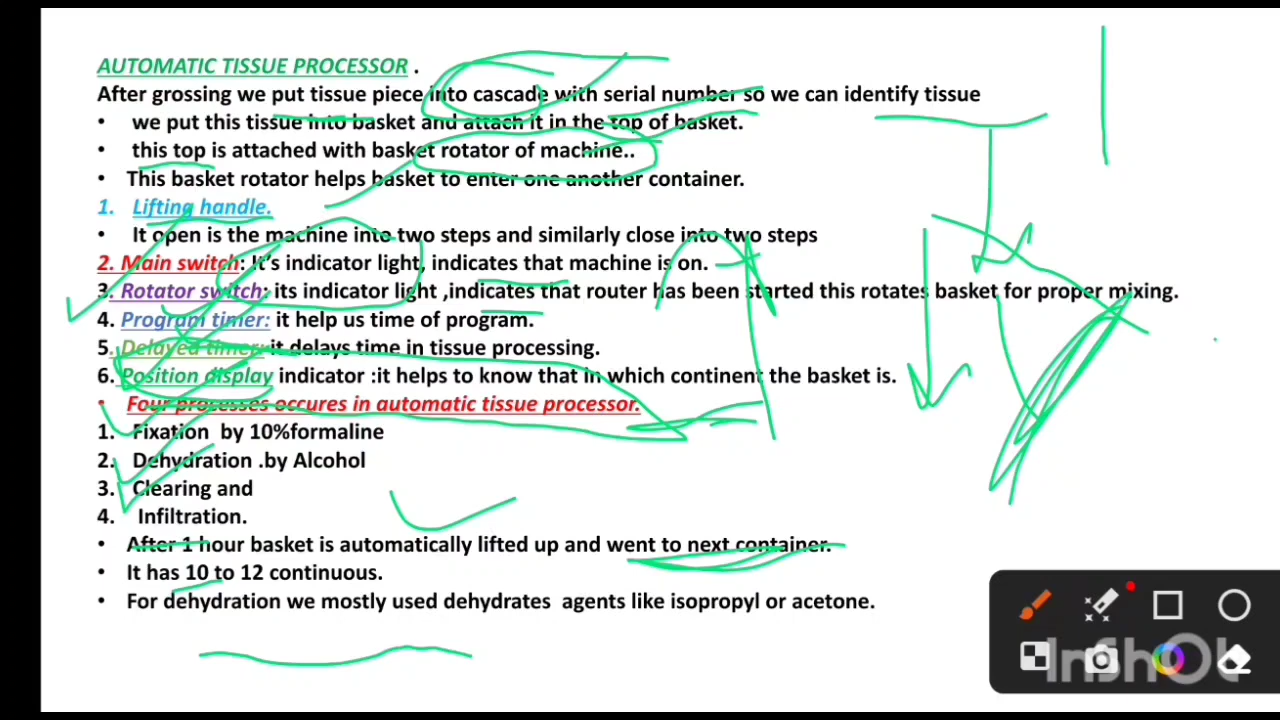 AUTOMATIC TISSUE PROCESSOR .
After grossing we put tissue piece into cascade with serial number so we can identify tissue
• we put this tissue into basket and attach it in the top of basket.
• this top is attached with basket rotator of machine..
• This basket rotator helps basket to enter one another container.
1. Lifting handle.
• It open is the machine into two steps and similarly close into two steps
2. Main switch: It's indicator light, indicates that machine is on.
3. Rotator switch: its indicator light ,indicates that router has been started this rotates basket for proper mixing.
4. Program timer: it help us time of program.
5. Delayed timer: it delays time in tissue processing.
6. Position display indicator :it helps to know that in which continent the basket is.
• Four processes occures in automatic tissue processor.
1. Fixation by 10%formaline
2. Dehydration .by Alcohol
3. Clearing and
4. Infiltration.
• After 1 hour basket is automatically lifted up and went to next container.
• It has 10 to 12 continuous.
• For dehydration we mostly used dehydrates agents like isopropyl or acetone.
InShOt